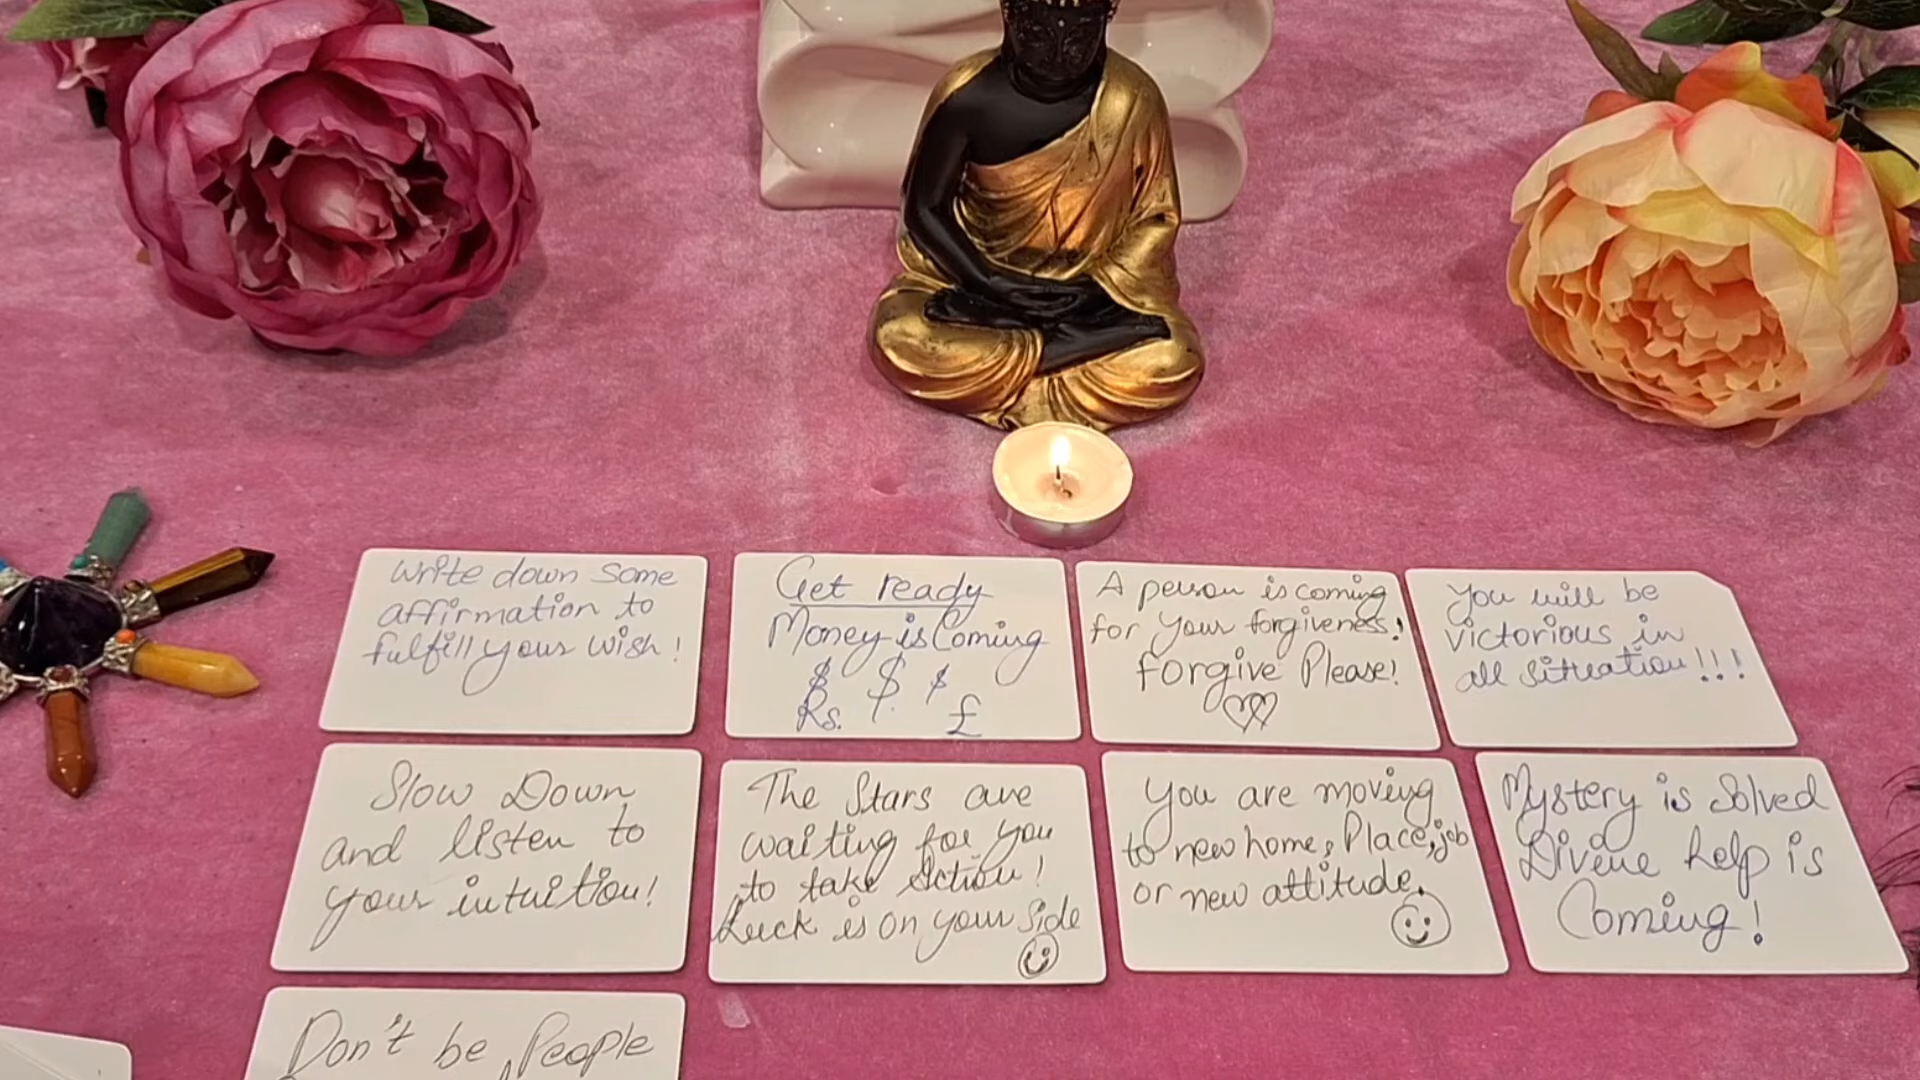 Write down some
affirmation to
fulfill your wish!
Get ready
Money is Coming
$ $ $
Rs. £
A person is coming
for your forgiveness!
forgive Please!
You will be
victorious in
all situation!!!
Slow Down
and listen to
your intuition!
The Stars are
waiting for you
to take Action!
Luck is on your side
You are moving
to new home, Place, job
or new attitude.
Mystery is Solved
Divine help is
Coming!
Don't be People